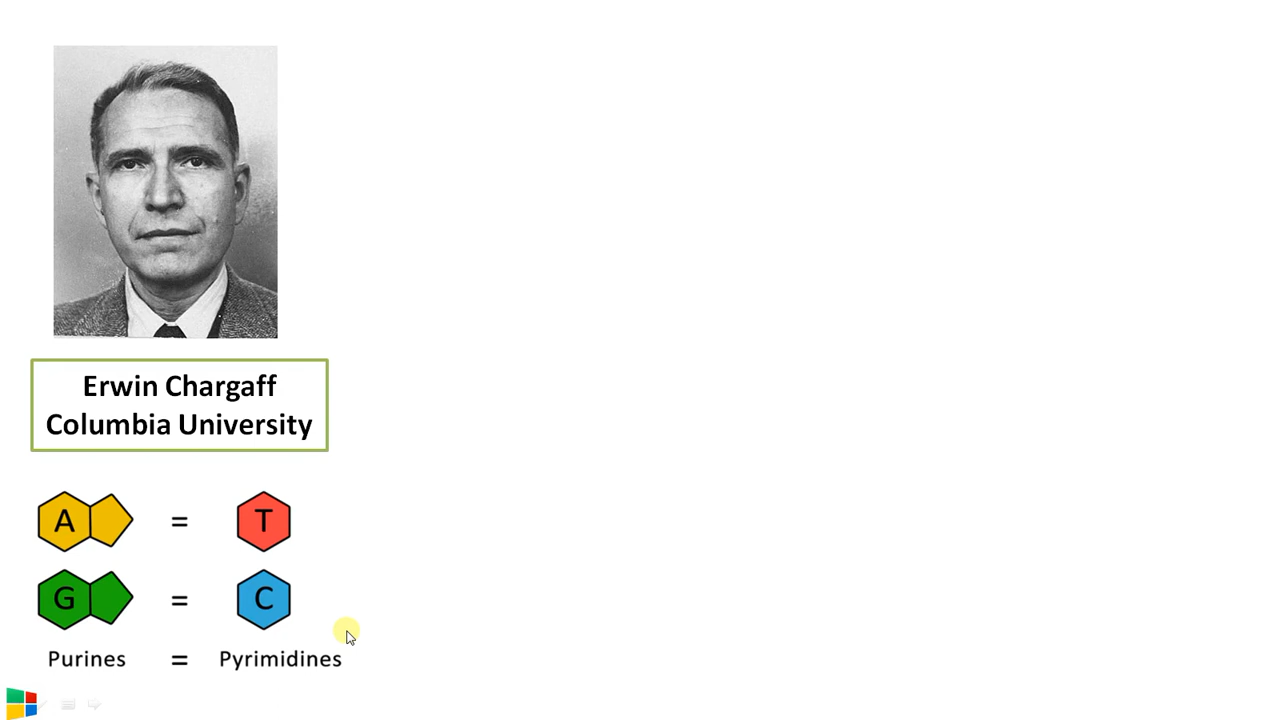 Erwin Chargaff
Columbia University
A = T
G = C
Purines = Pyrimidines